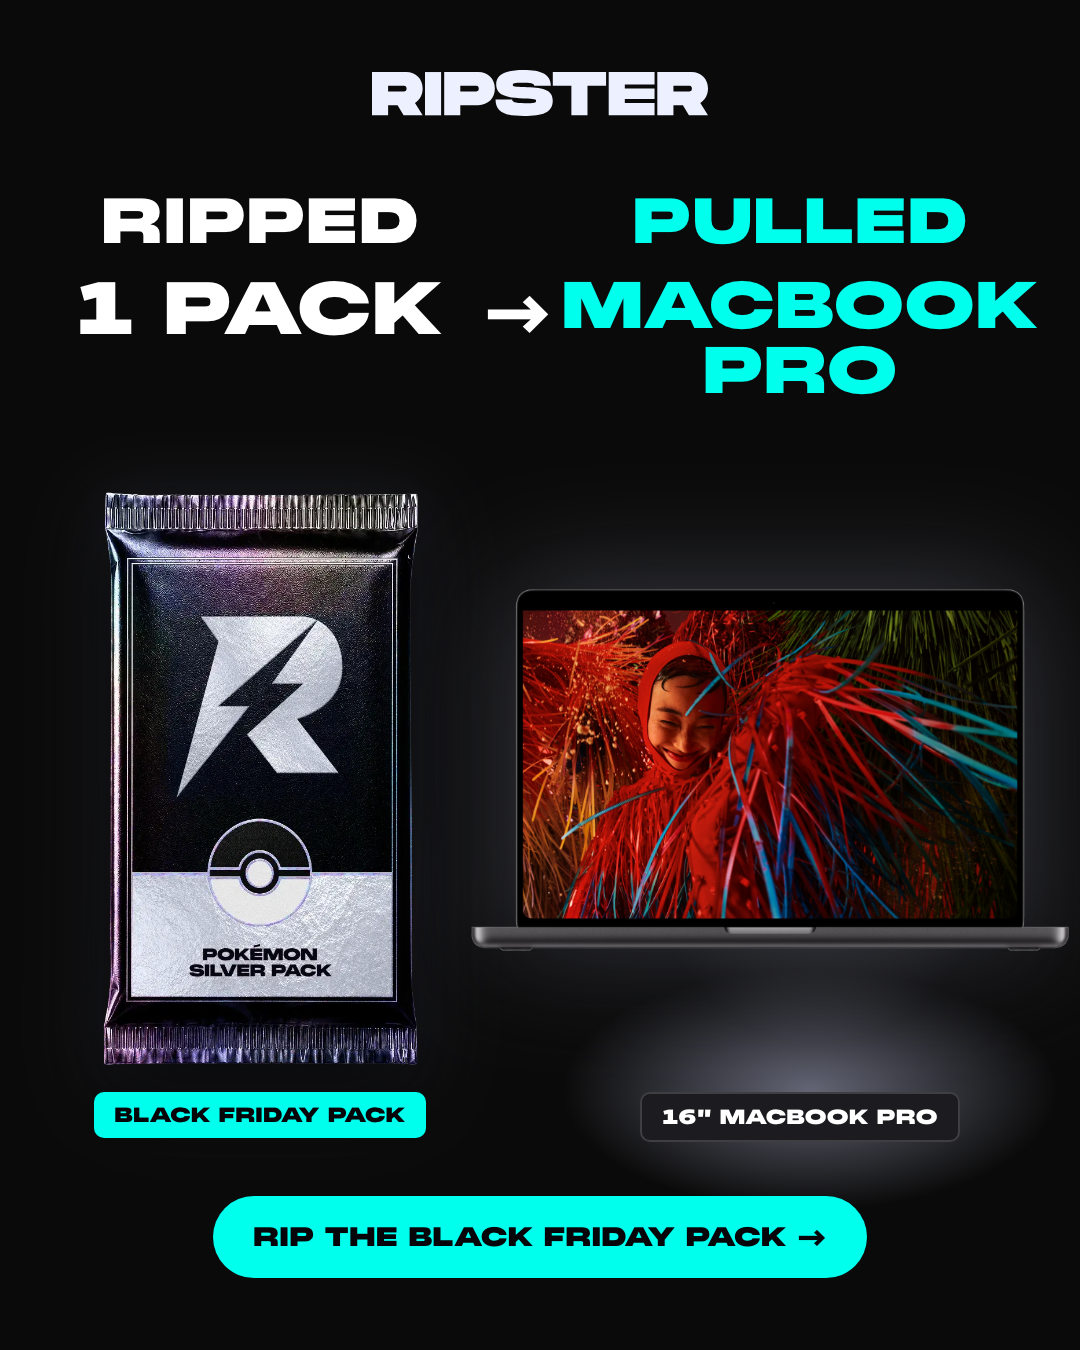 RIPSTER
RIPPED
1 PACK
→
PULLED
MACBOOK
PRO
R
POKÉMON
SILVER PACK
BLACK FRIDAY PACK
16" MACBOOK PRO
RIP THE BLACK FRIDAY PACK →